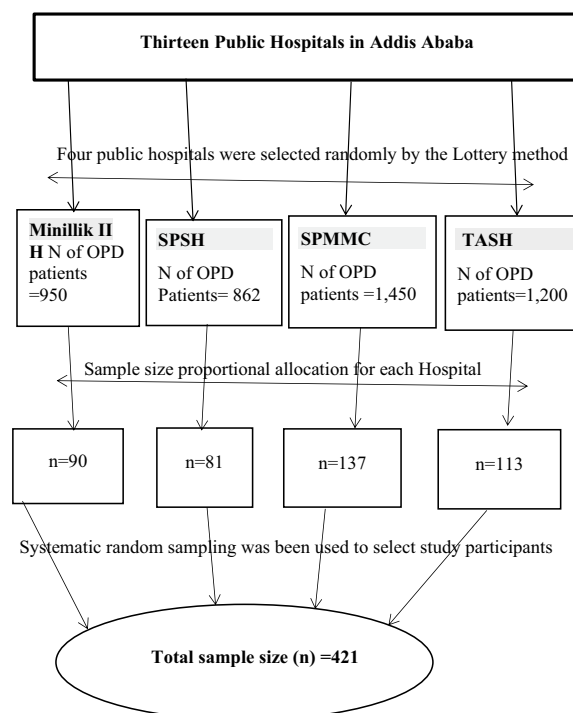 Thirteen Public Hospitals in Addis Ababa
Four public hospitals were selected randomly by the Lottery method
Minillik II
H N of OPD
patients
=950
SPSH
N of OPD
Patients= 862
SPMMC
N of OPD
patients =1,450
TASH
N of OPD
patients=1,200
Sample size proportional allocation for each Hospital
n=90
n=81
n=137
n=113
Systematic random sampling was been used to select study participants
Total sample size (n) =421